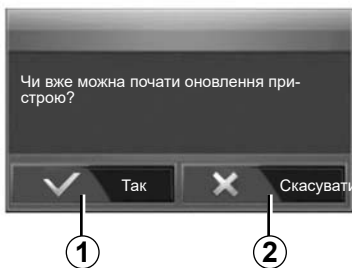 Чи вже можна почати оновлення при-
строю?
Так
Скасувати
1
2